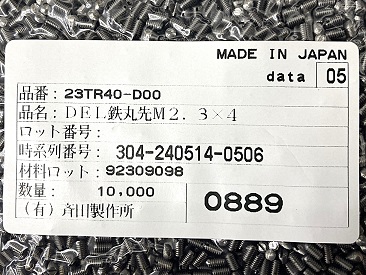 MADE IN JAPAN
data 05
品番：23TR40-D00
品名：ＤＥＬ鉄丸先Ｍ２．３×４
ロット番号：
時系列番号：304-240514-0506
材料ロット：92309098
数量：10,000
（有）斉田製作所
0889